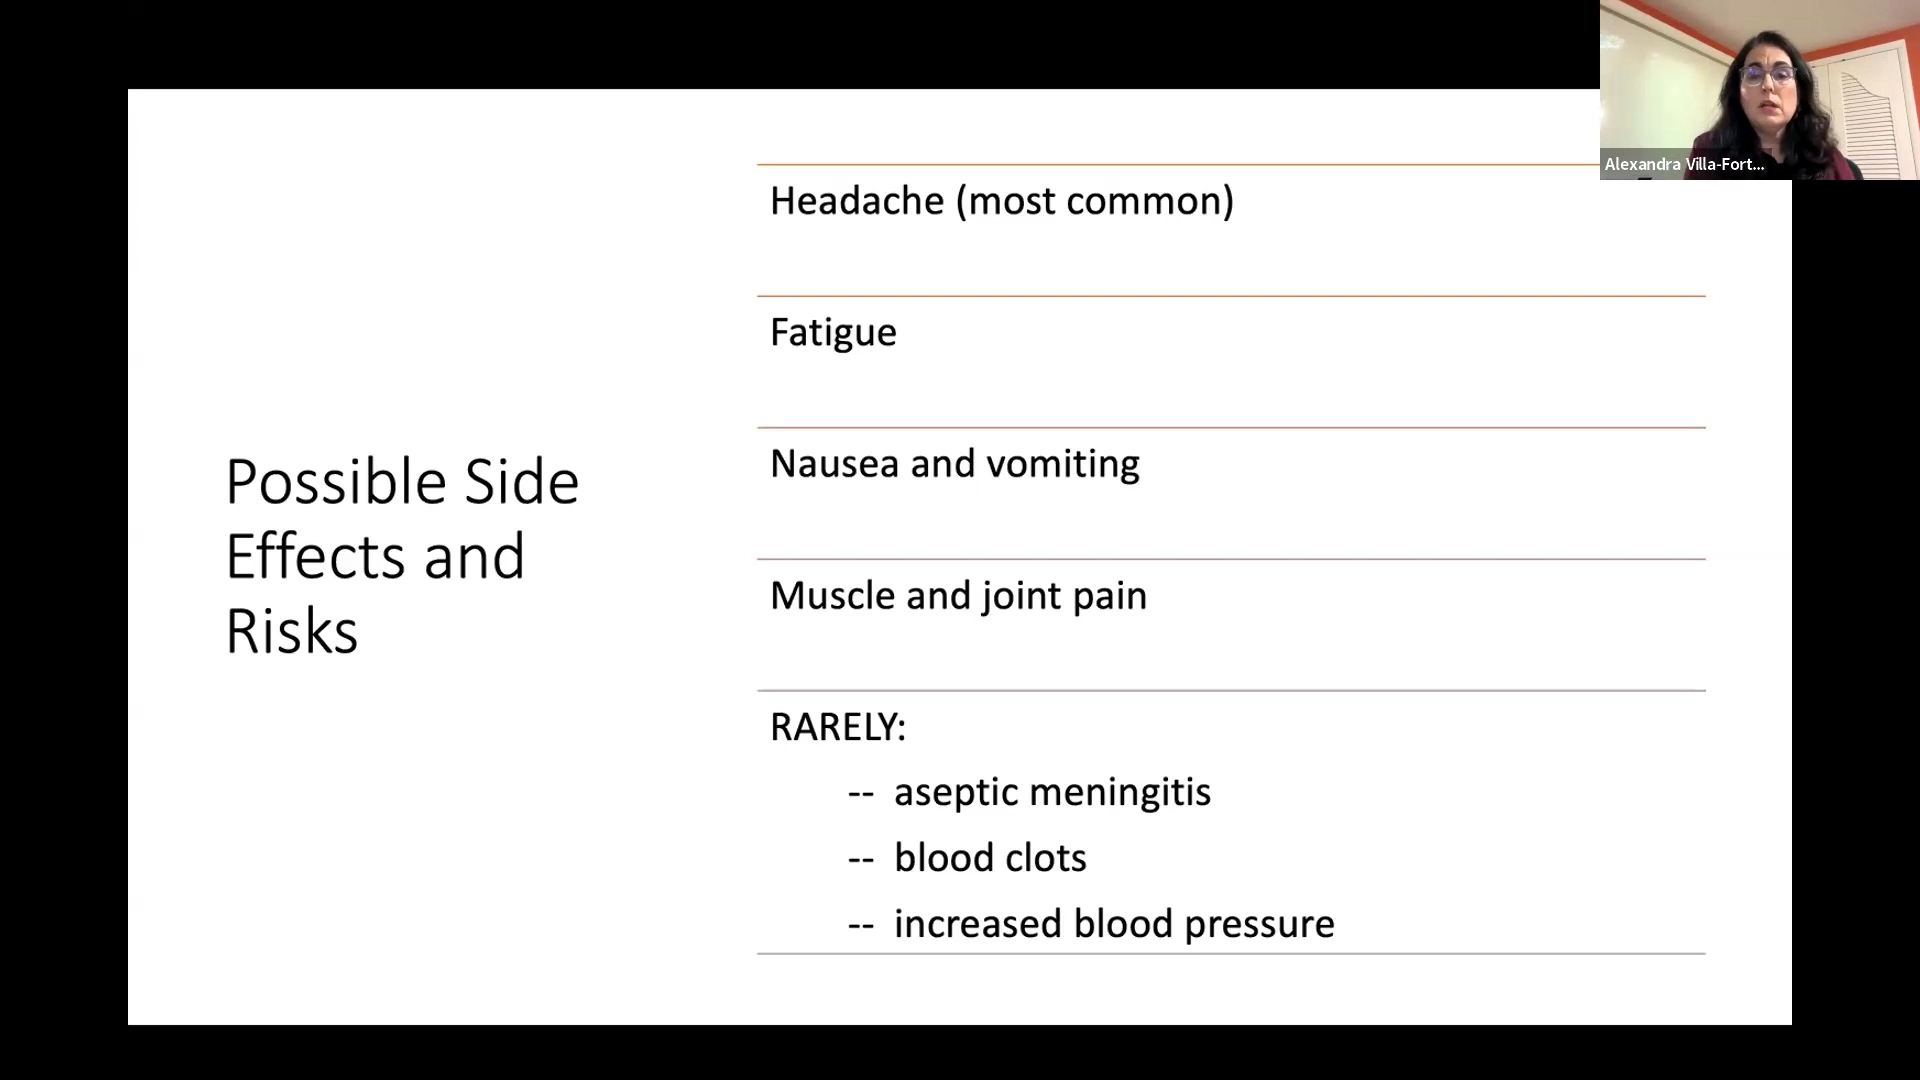 Alexandra Villa-Fort...
Headache (most common)
Fatigue
Nausea and vomiting
Possible Side
Effects and
Risks
Muscle and joint pain
RARELY:
-- aseptic meningitis
-- blood clots
-- increased blood pressure